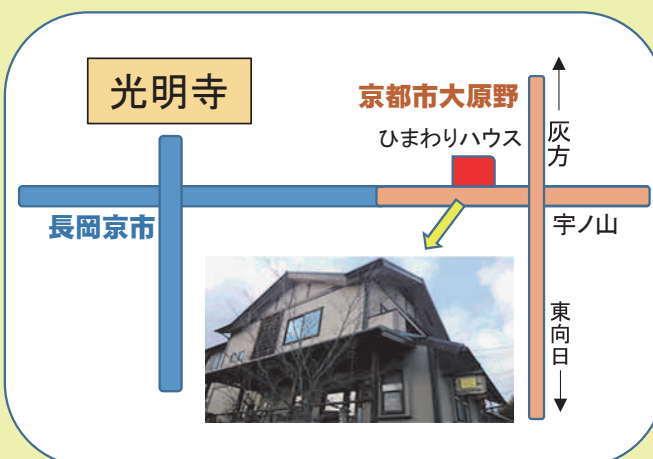 光明寺
京都市大原野
ひまわりハウス
灰方
長岡京市
宇ノ山
東向日